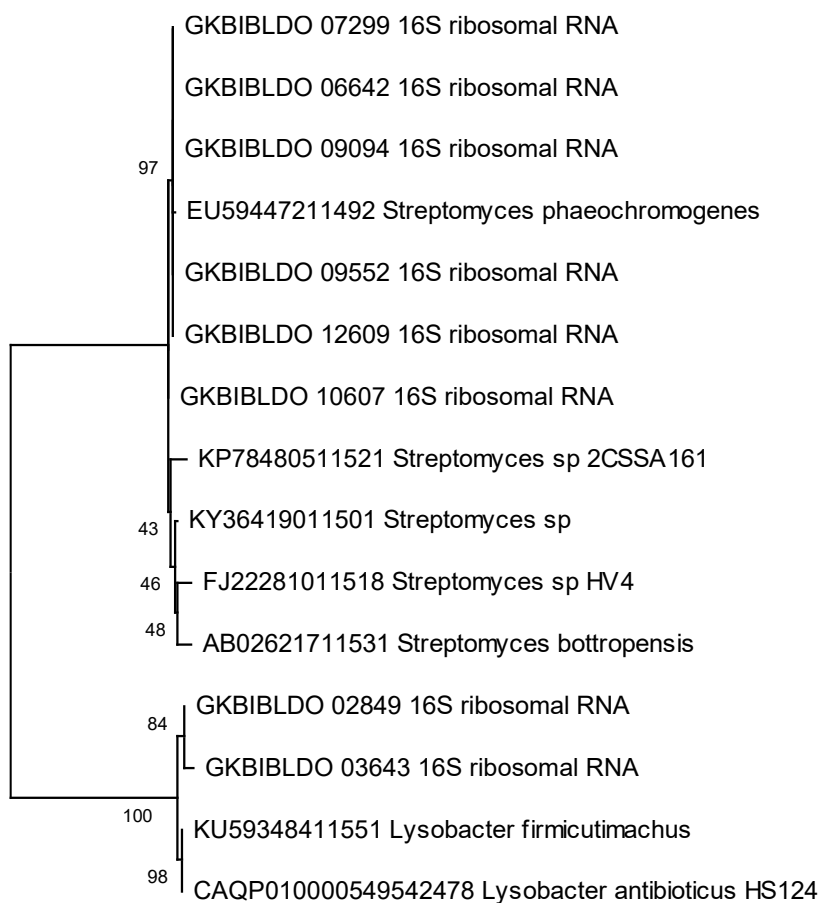 GKBIBLDO 07299 16S ribosomal RNA
GKBIBLDO 06642 16S ribosomal RNA
GKBIBLDO 09094 16S ribosomal RNA
97
EU59447211492 Streptomyces phaeochromogenes
GKBIBLDO 09552 16S ribosomal RNA
GKBIBLDO 12609 16S ribosomal RNA
GKBIBLDO 10607 16S ribosomal RNA
KP78480511521 Streptomyces sp 2CSSA161
KY36419011501 Streptomyces sp
43
FJ22281011518 Streptomyces sp HV4
46
48
AB02621711531 Streptomyces bottropensis
GKBIBLDO 02849 16S ribosomal RNA
84
GKBIBLDO 03643 16S ribosomal RNA
100
KU59348411551 Lysobacter firmicutimachus
98
CAQP010000549542478 Lysobacter antibioticus HS124